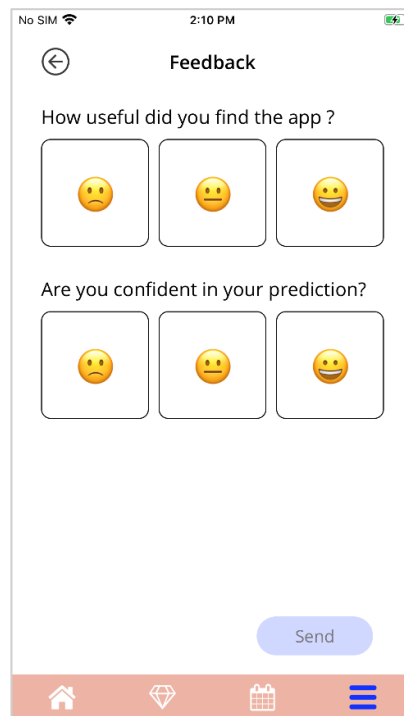 No SIM 2:10 PM
Feedback
How useful did you find the app ?
Are you confident in your prediction?
Send